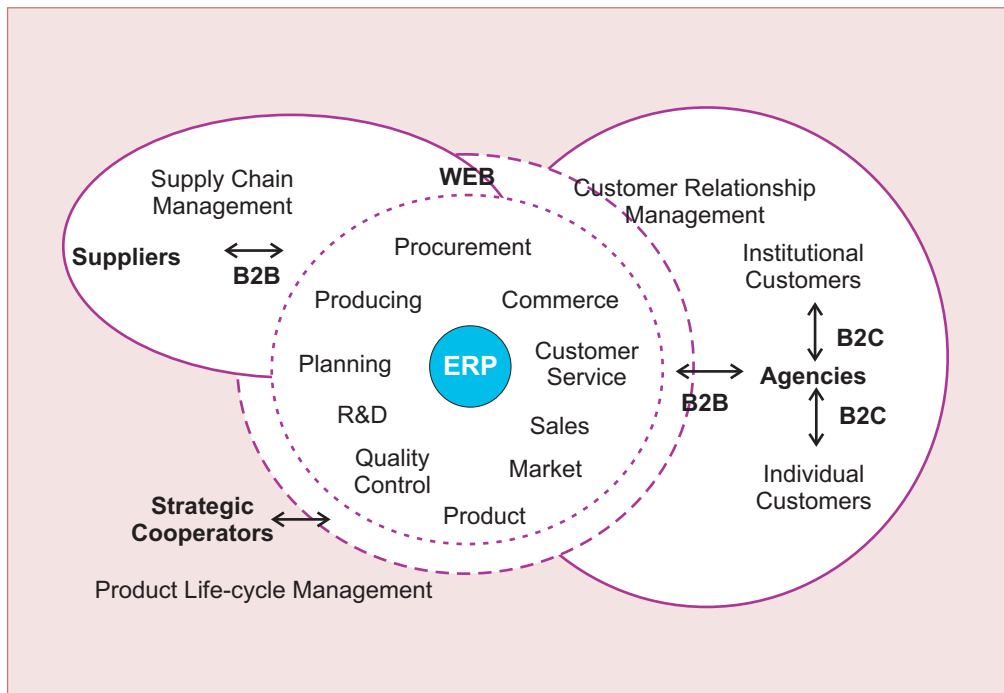 WEB
Supply Chain
Management
Customer Relationship
Management
Suppliers
B2B
Procurement
Institutional
Customers
Producing
Commerce
B2C
Planning
ERP
Customer
Service
Agencies
B2B
R&D
Sales
B2C
Quality
Control
Market
Individual
Customers
Strategic
Cooperators
Product
Product Life-cycle Management